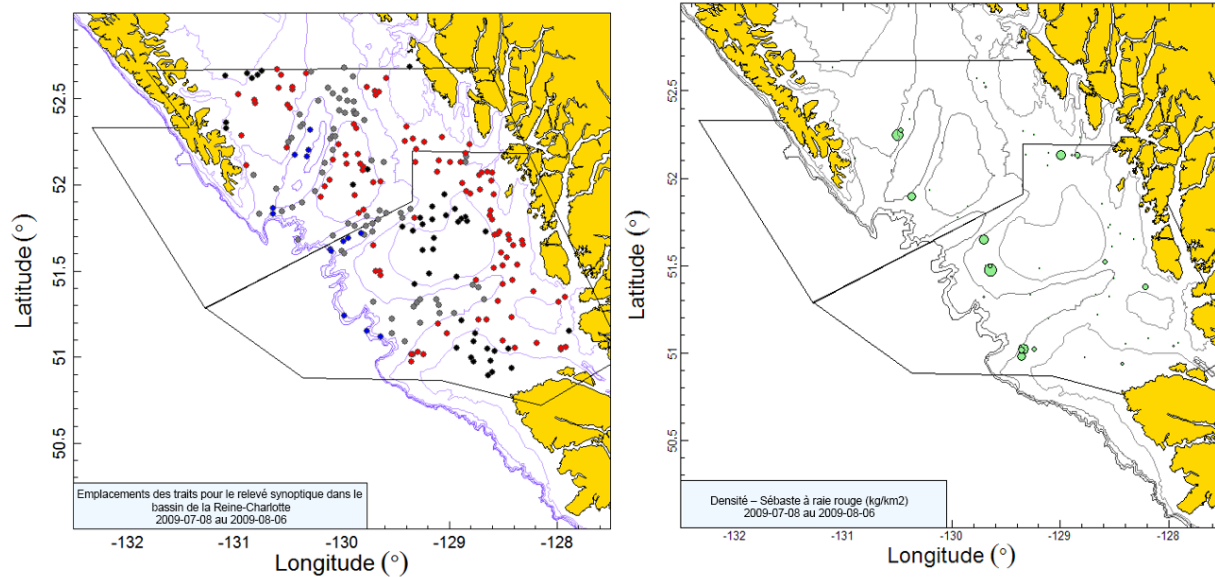 52.5
52
51.5
51
50.5
Latitude (°)
Emplacements des traits pour le relevé synoptique dans le
bassin de la Reine-Charlotte
2009-07-08 au 2009-08-06
-132
-131
-130
-129
-128
Longitude (°)
52.5
52.0
51.5
51.0
50.5
Latitude (°)
Densité – Sébaste à raie rouge (kg/km2)
2009-07-08 au 2009-08-06
-132
-131
-130
-129
-128
Longitude (°)